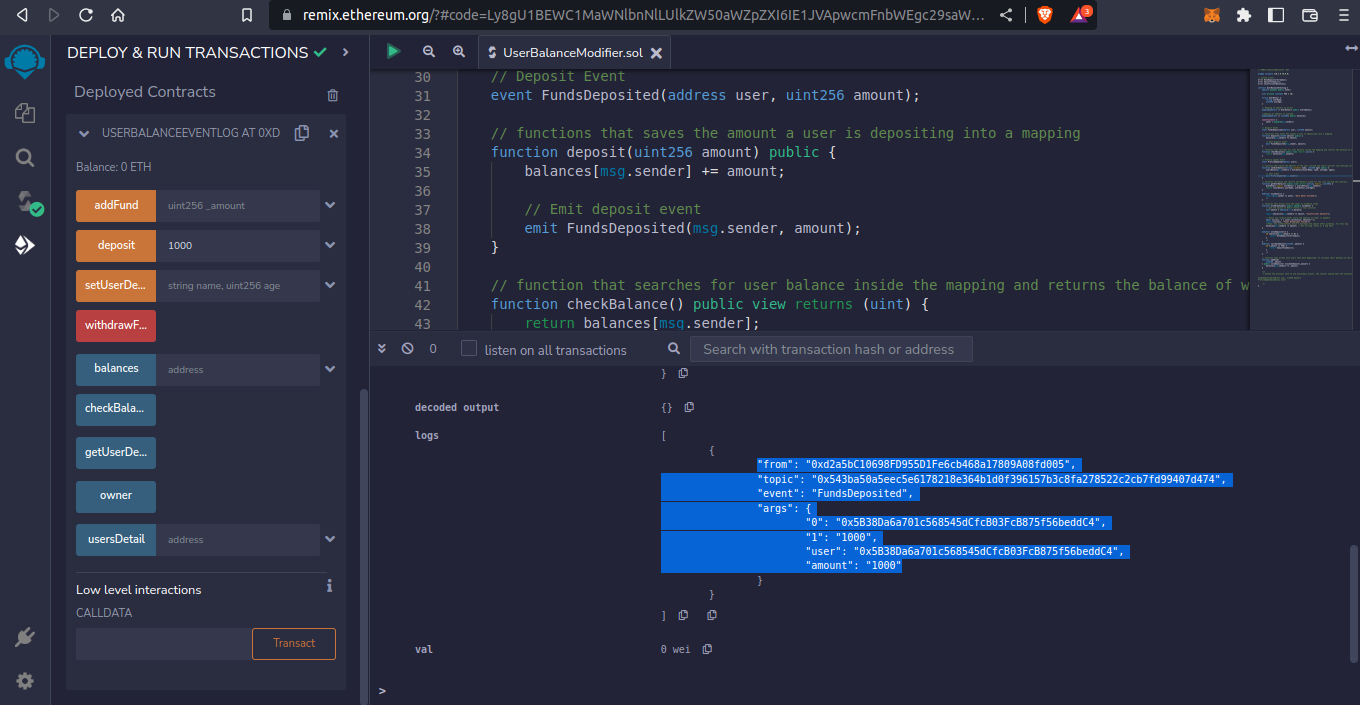 remix.ethereum.org/?#code=Ly8gU1BEWC1MaWNlbnNlLUlkZW50aWZpZXI6IE1JVApwcmFnbWEgc29saW…
3
DEPLOY & RUN TRANSACTIONS
UserBalanceModifier.sol
Deployed Contracts
USERBALANCEEVENTLOG AT 0XD
Balance: 0 ETH
addFund
uint256 _amount
deposit
1000
setUserDe...
string name, uint256 age
withdrawF...
balances
address
checkBala...
getUserDe...
owner
usersDetail
address
Low level interactions
i
CALLDATA
Transact
30 // Deposit Event
31 event FundsDeposited(address user, uint256 amount);
32
33 // functions that saves the amount a user is depositing into a mapping
34 function deposit(uint256 amount) public {
35 balances[msg.sender] += amount;
36
37 // Emit deposit event
38 emit FundsDeposited(msg.sender, amount);
39 }
40
41 // function that searches for user balance inside the mapping and returns the balance of w
42 function checkBalance() public view returns (uint) {
43 return balances[msg.sender];
0
listen on all transactions
Search with transaction hash or address
}
decoded output {}
logs [
{
"from": "0xd2a5bC10698FD955D1Fe6cb468a17809A08fd005",
"topic": "0x543ba50a5eec5e6178218e364b1d0f396157b3c8fa278522c2cb7fd99407d474",
"event": "FundsDeposited",
"args": {
"0": "0x5B38Da6a701c568545dCfcB03FcB875f56beddC4",
"1": "1000",
"user": "0x5B38Da6a701c568545dCfcB03FcB875f56beddC4",
"amount": "1000"
}
}
]
val 0 wei
>